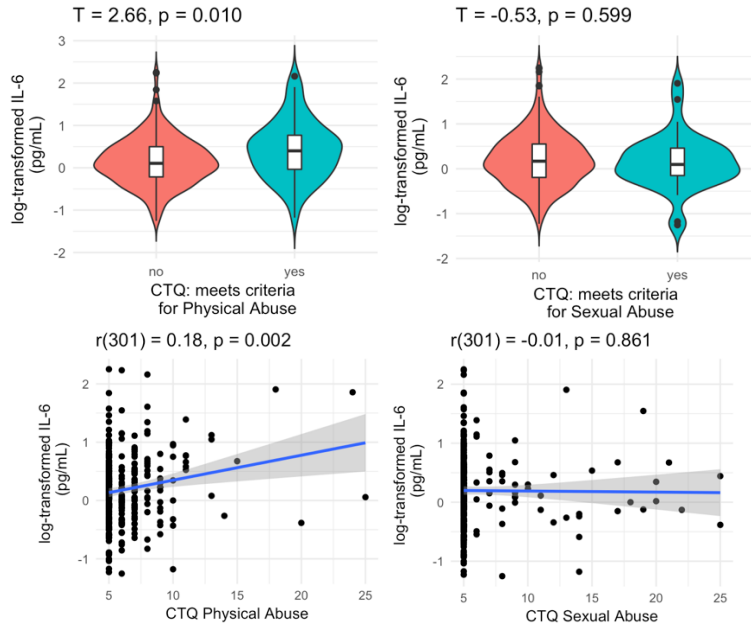 T = 2.66, p = 0.010
log-transformed IL-6
(pg/mL)
3
2
1
0
-1
-2
no
yes
CTQ: meets criteria
for Physical Abuse
T = -0.53, p = 0.599
log-transformed IL-6
(pg/mL)
3
2
1
0
-1
-2
no
yes
CTQ: meets criteria
for Sexual Abuse
r(301) = 0.18, p = 0.002
log-transformed IL-6
(pg/mL)
2
1
0
-1
5
10
15
20
25
CTQ Physical Abuse
r(301) = -0.01, p = 0.861
log-transformed IL-6
(pg/mL)
2
1
0
-1
5
10
15
20
25
CTQ Sexual Abuse